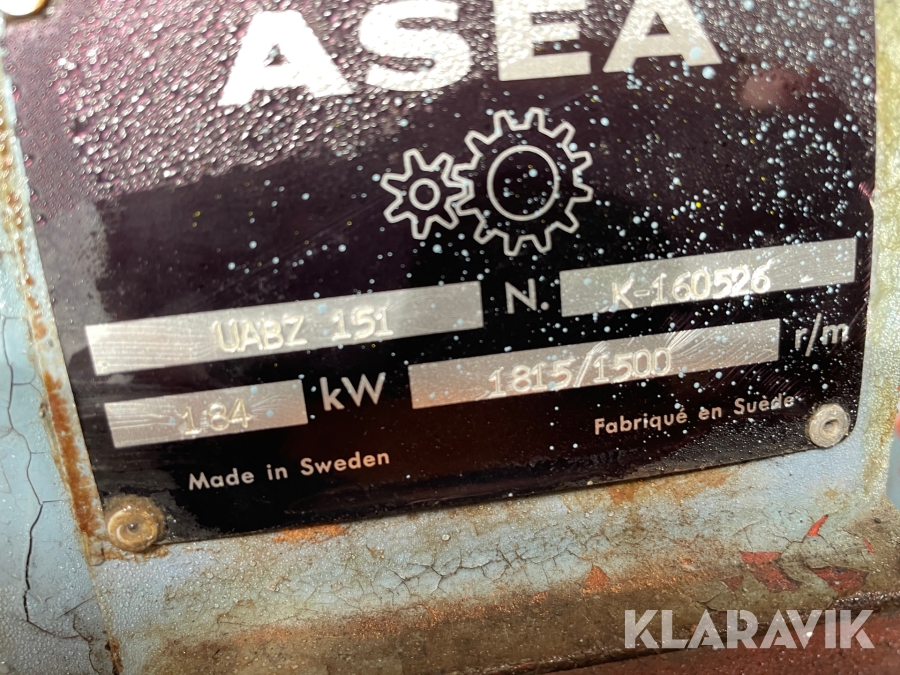 ASEA
UABZ 151 N. K-160526
184 kW 1815/1500 r/m
Made in Sweden Fabriqué en Suède
KLARAVIK